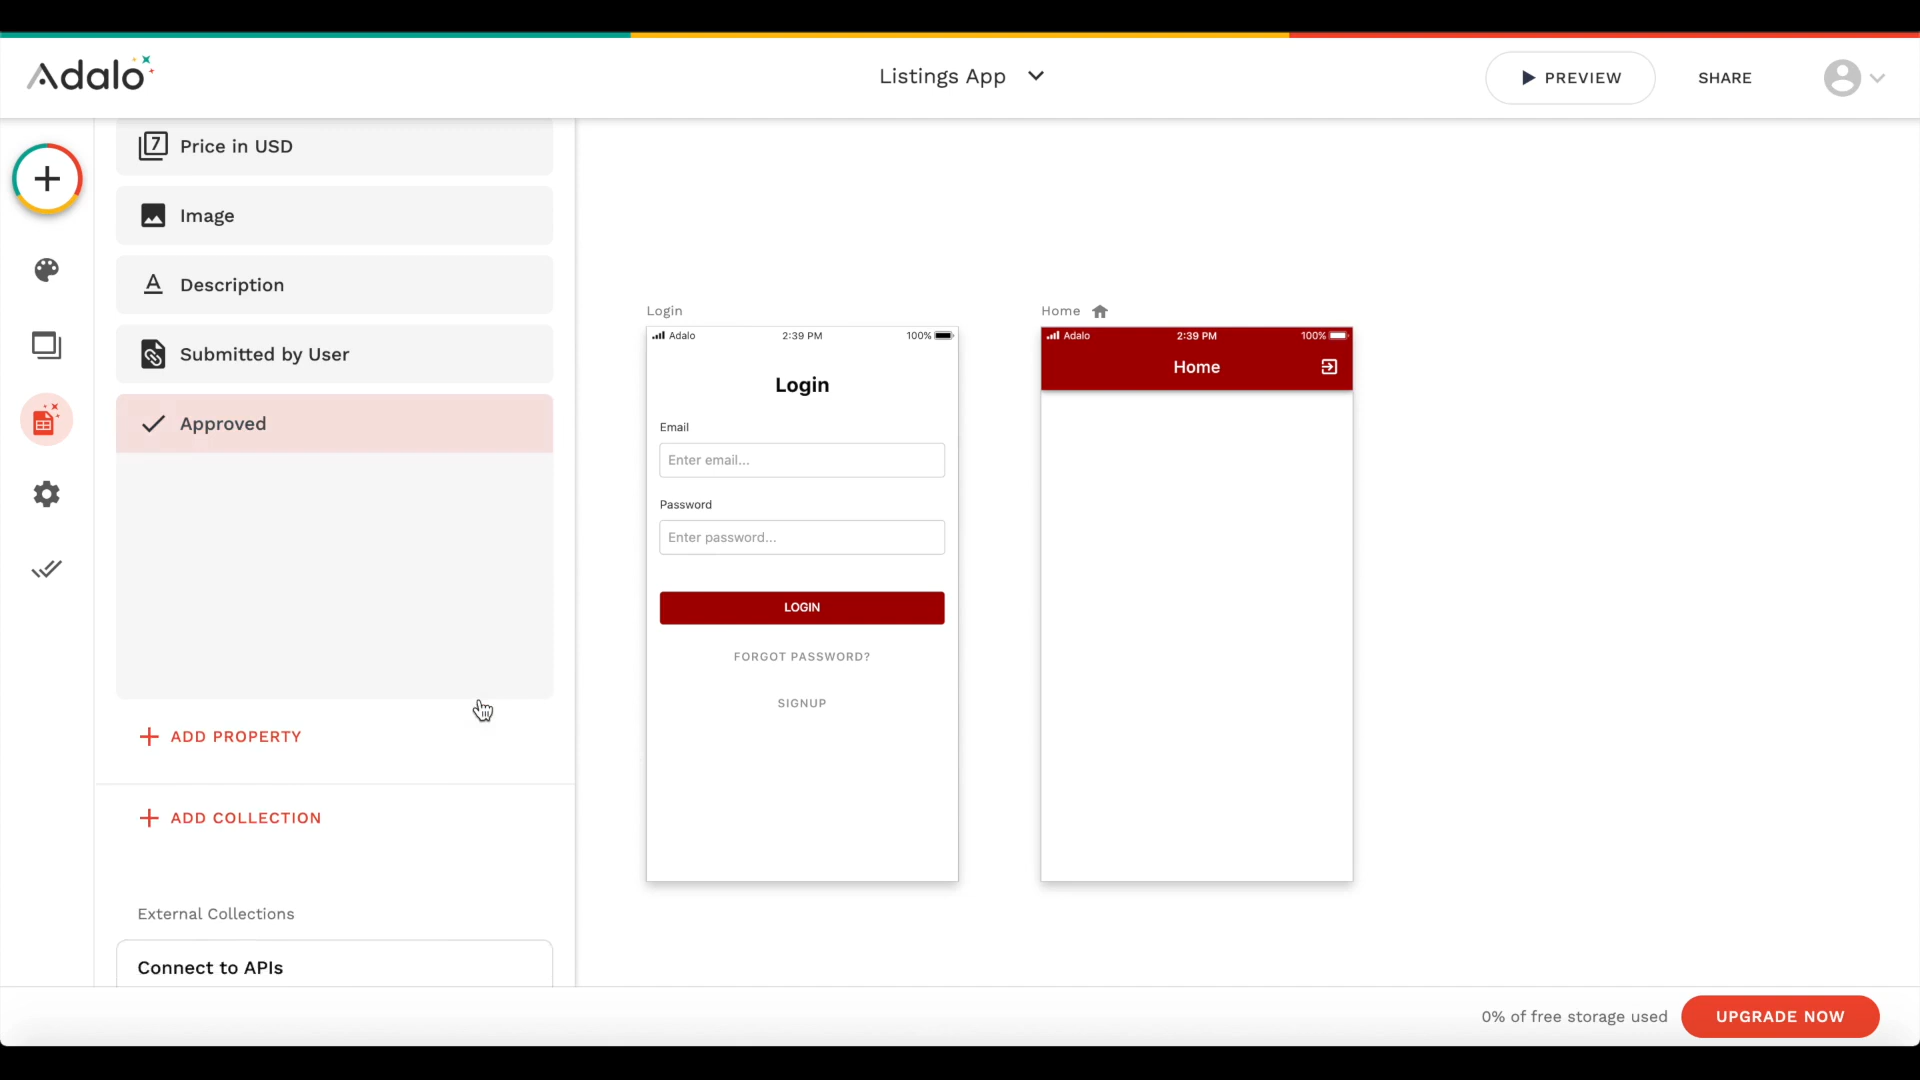 Adalo
Listings App
PREVIEW
SHARE
7 Price in USD
Image
A Description
Submitted by User
Approved
ADD PROPERTY
ADD COLLECTION
External Collections
Connect to APIs
Login
Adalo 2:39 PM 100%
Login
Email
Enter email...
Password
Enter password...
LOGIN
FORGOT PASSWORD?
SIGNUP
Home
Adalo 2:39 PM 100%
Home
0% of free storage used
UPGRADE NOW